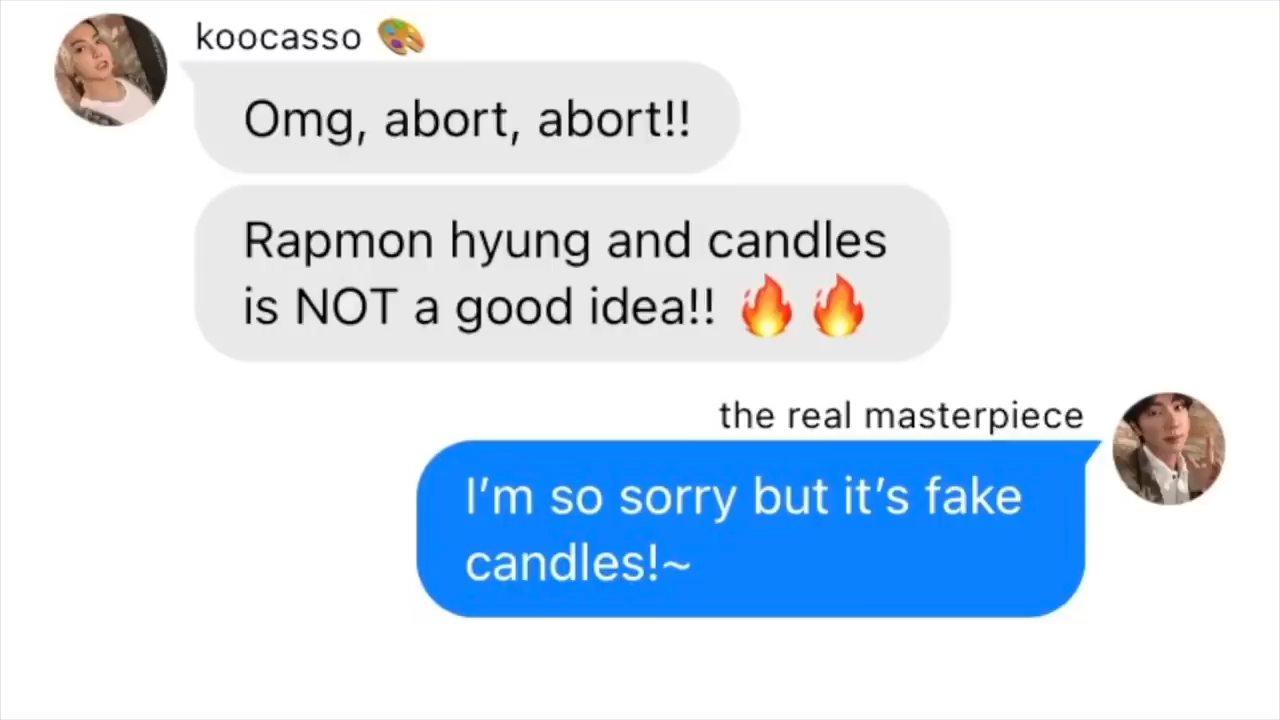 koocasso 🎨
Omg, abort, abort!!
Rapmon hyung and candles
is NOT a good idea!! 🔥 🔥
the real masterpiece
I’m so sorry but it’s fake
candles!~